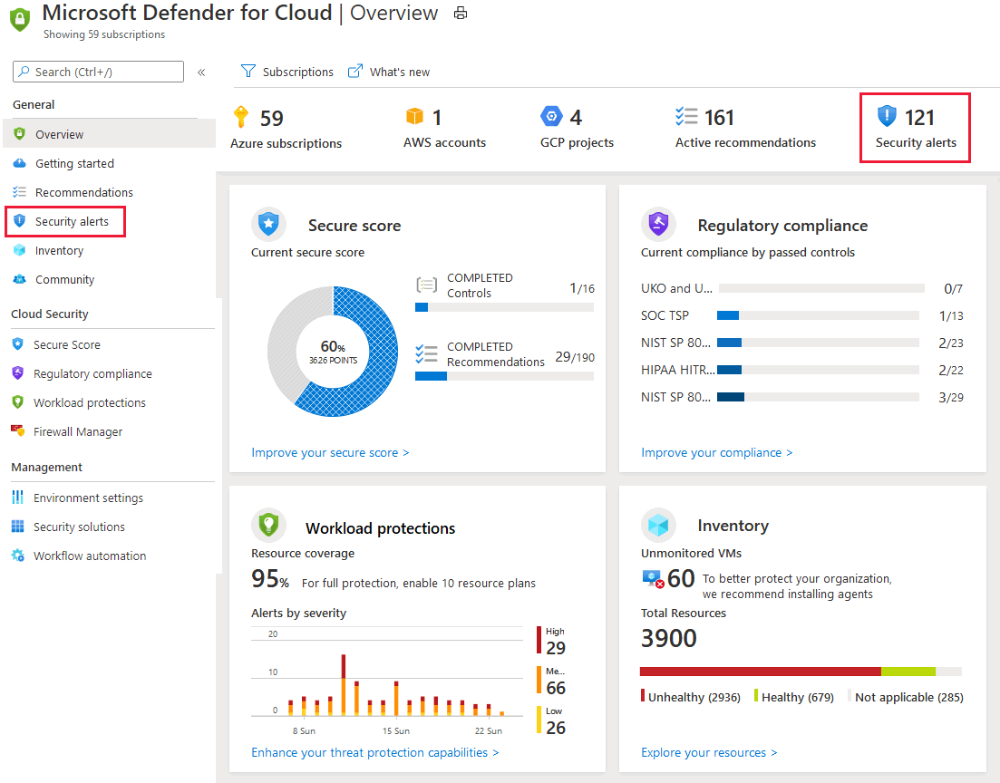 Microsoft Defender for Cloud | Overview
Showing 59 subscriptions
Search (Ctrl+/)
«
General
Overview
Getting started
Recommendations
Security alerts
Inventory
Community
Cloud Security
Secure Score
Regulatory compliance
Workload protections
Firewall Manager
Management
Environment settings
Security solutions
Workflow automation
Subscriptions
What's new
59
Azure subscriptions
1
AWS accounts
4
GCP projects
161
Active recommendations
121
Security alerts
Secure score
Current secure score
60%
3626 POINTS
COMPLETED
Controls
1/16
COMPLETED
Recommendations
29/190
Improve your secure score >
Regulatory compliance
Current compliance by passed controls
UKO and U... 0/7
SOC TSP 1/13
NIST SP 80... 2/23
HIPAA HITR... 2/22
NIST SP 80... 3/29
Improve your compliance >
Workload protections
Resource coverage
95% For full protection, enable 10 resource plans
Alerts by severity
20
10
0
8 Sun 15 Sun 22 Sun
High
29
Me...
66
Low
26
Enhance your threat protection capabilities >
Inventory
Unmonitored VMs
60 To better protect your organization,
we recommend installing agents
Total Resources
3900
Unhealthy (2936) Healthy (679) Not applicable (285)
Explore your resources >